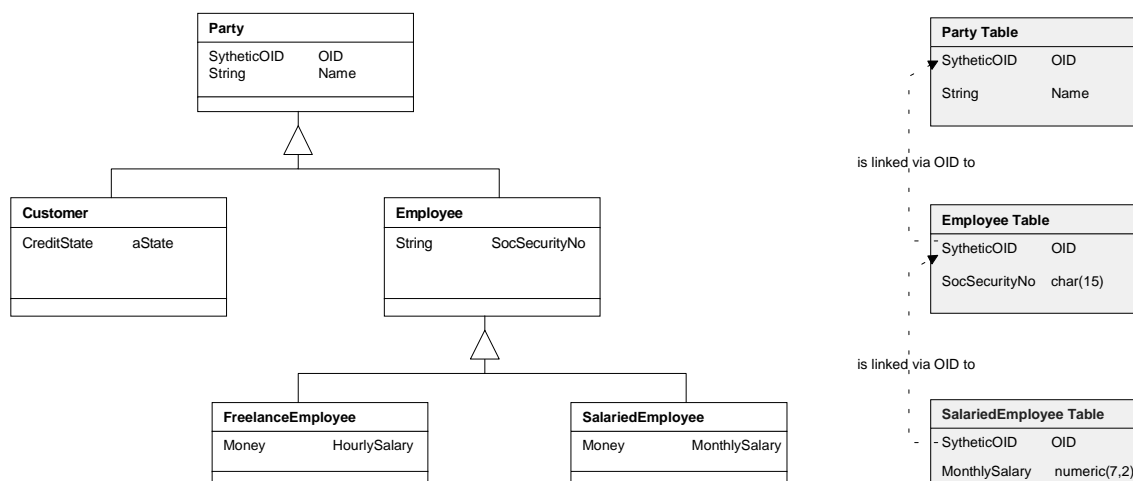 Party
SytheticOID OID
String Name
Customer
CreditState aState
Employee
String SocSecurityNo
FreelanceEmployee
Money HourlySalary
SalariedEmployee
Money MonthlySalary
Party Table
SytheticOID OID
String Name
is linked via OID to
Employee Table
SytheticOID OID
SocSecurityNo char(15)
is linked via OID to
SalariedEmployee Table
SytheticOID OID
MonthlySalary numeric(7,2)